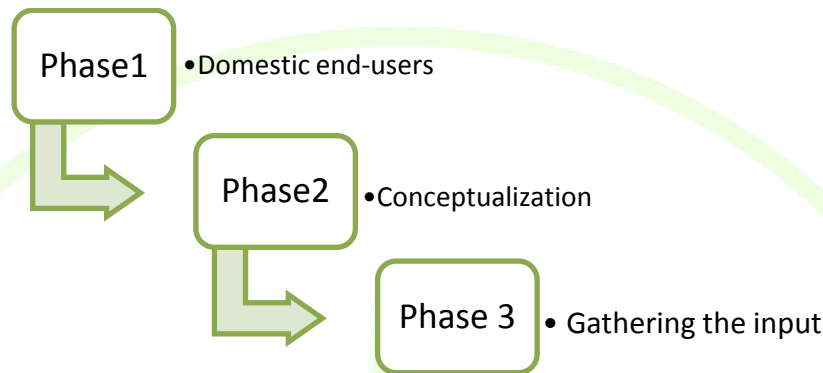 Phase1
•Domestic end-users
Phase2
•Conceptualization
Phase 3
• Gathering the input